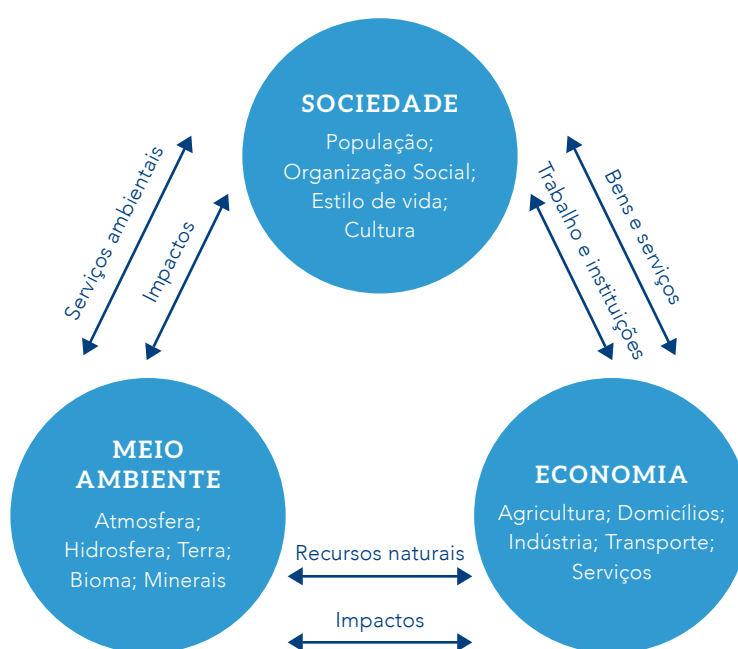 SOCIEDADE
População;
Organização Social;
Estilo de vida;
Cultura
Serviços ambientais
Impactos
Trabalho e instituições
Bens e serviços
MEIO
AMBIENTE
Atmosfera;
Hidrosfera; Terra;
Bioma; Minerais
Recursos naturais
Impactos
ECONOMIA
Agricultura; Domicílios;
Indústria; Transporte;
Serviços